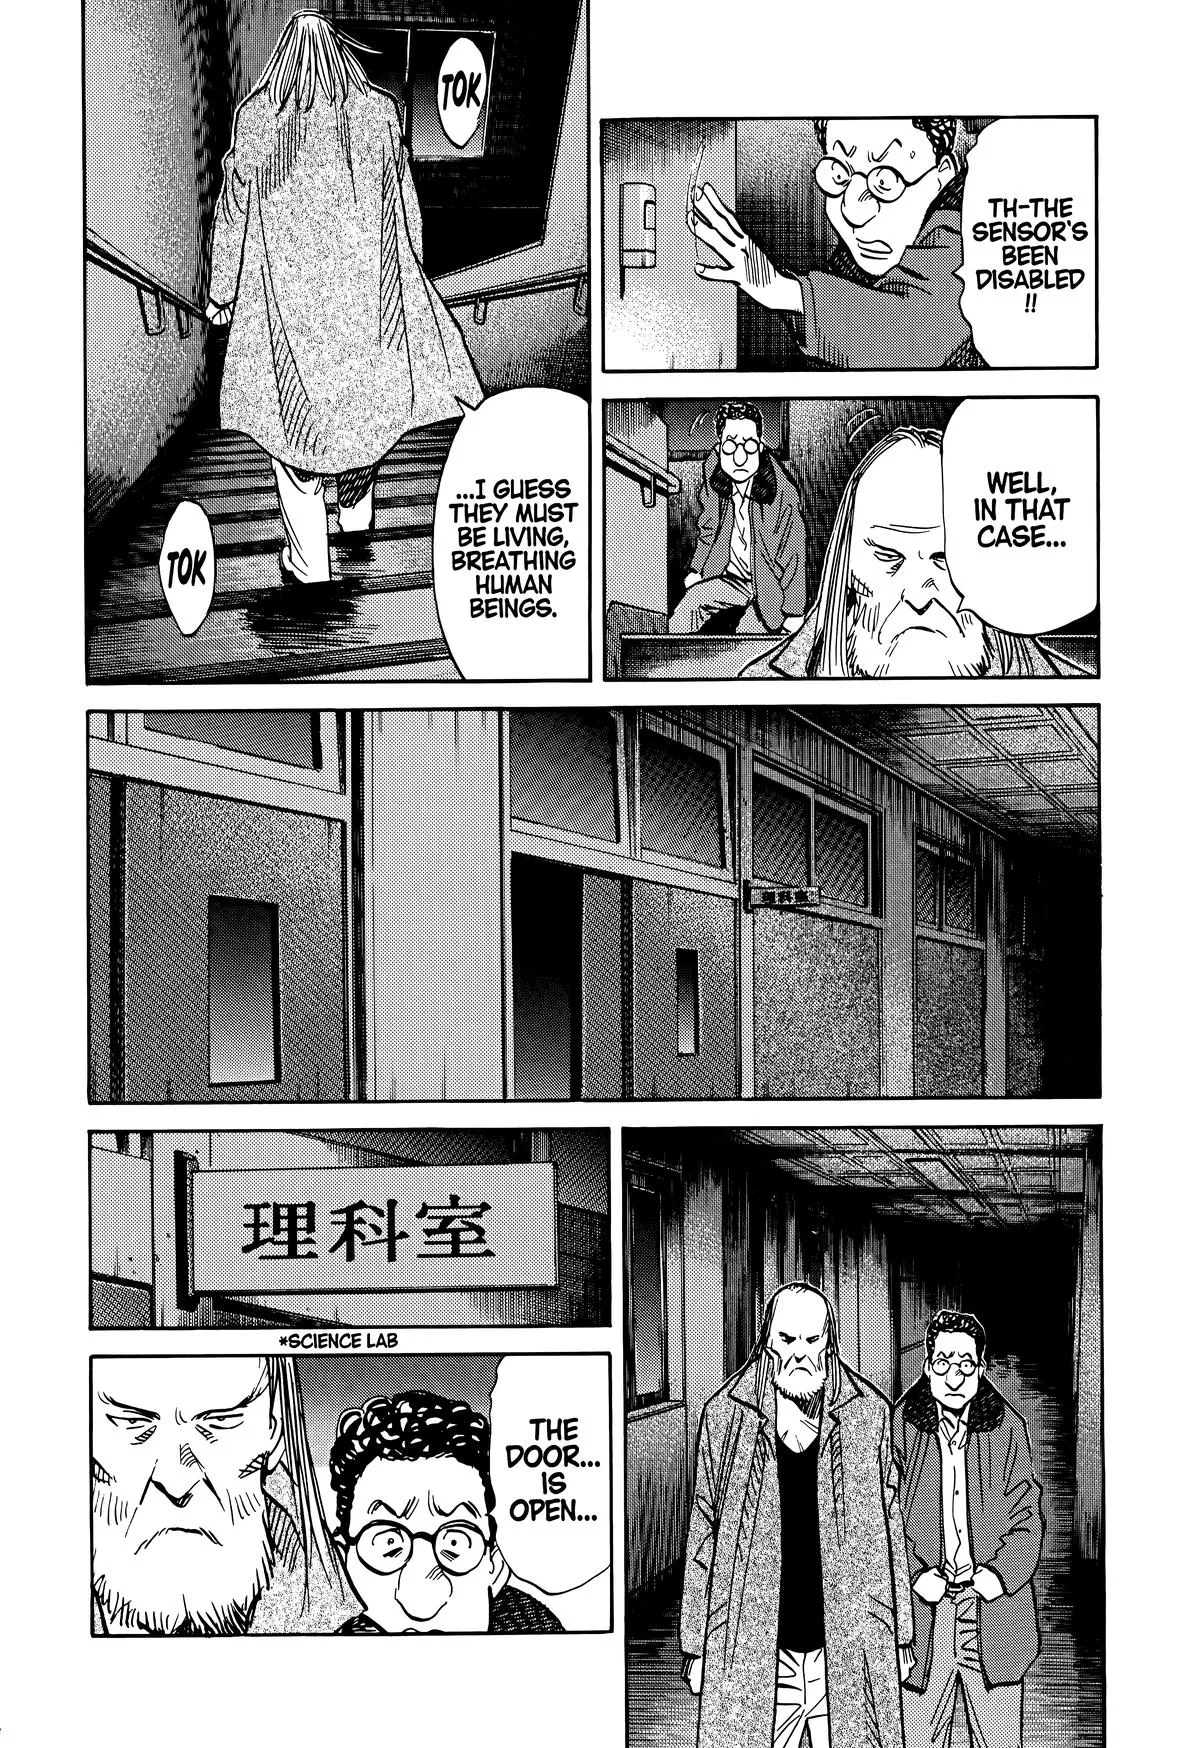 TH-THE
SENSOR'S
BEEN
DISABLED
!!
WELL,
IN THAT
CASE...
TOK
...I GUESS
THEY MUST
BE LIVING,
BREATHING
HUMAN
BEINGS.
TOK
理科室
理科室
*SCIENCE LAB
THE
DOOR...
IS
OPEN...